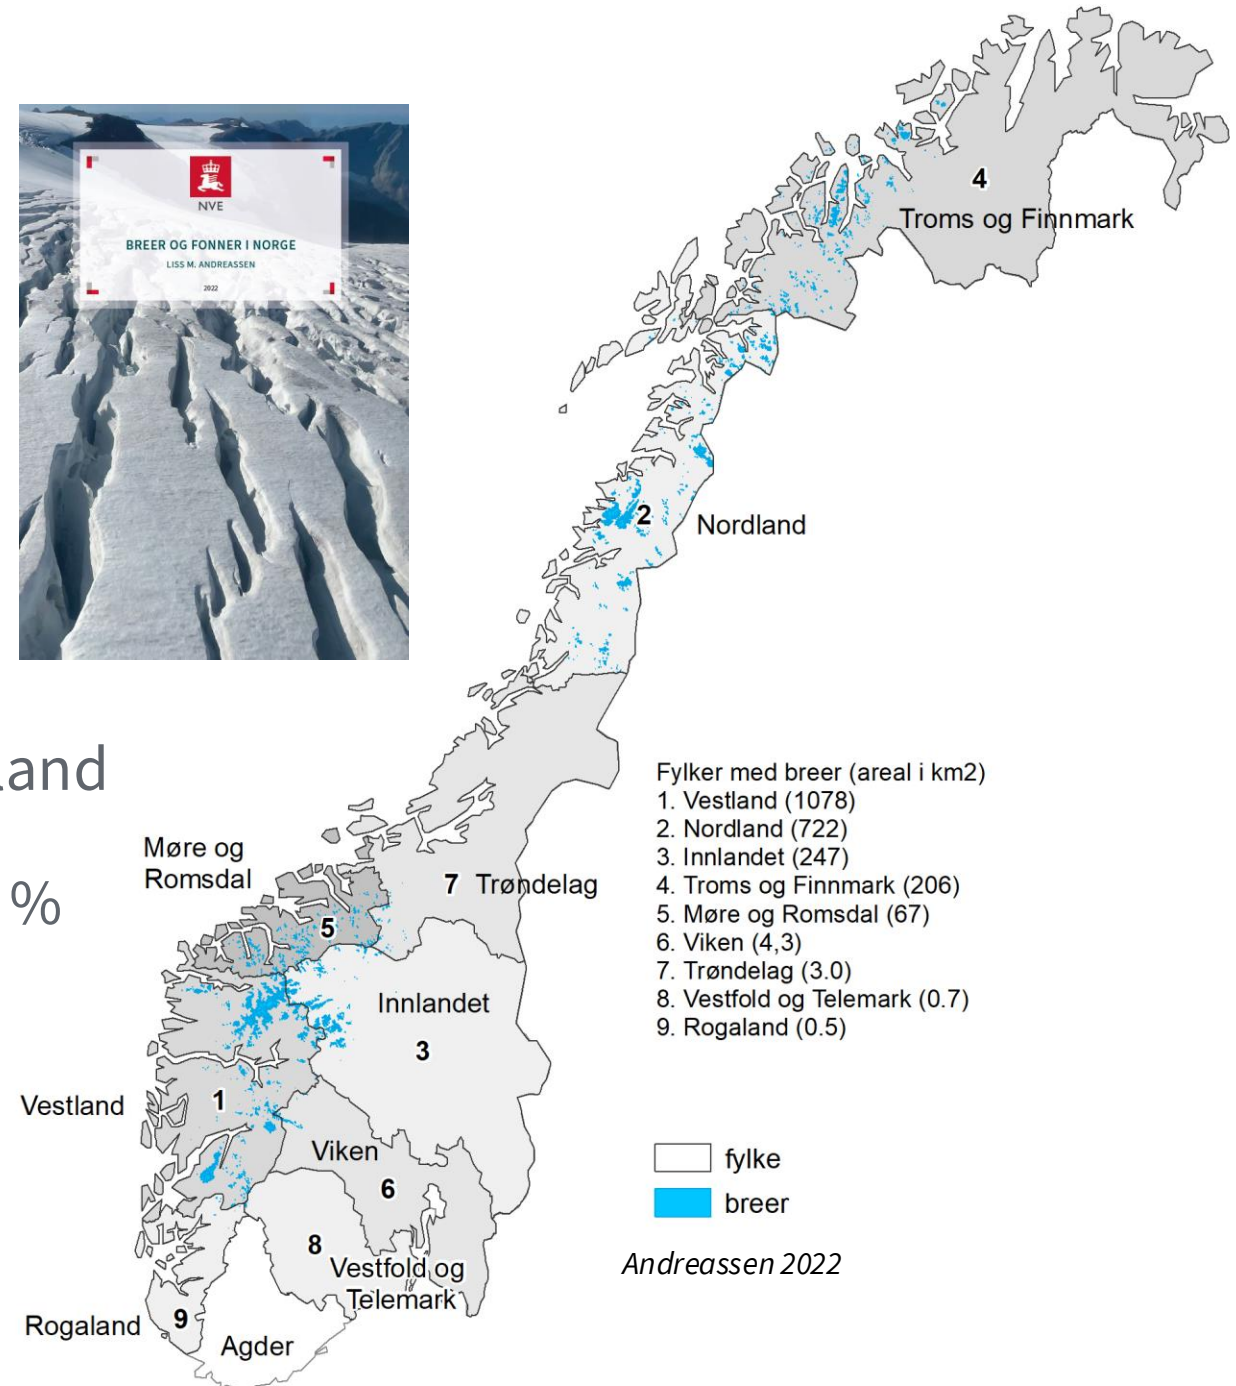 NVE
BREER OG FONNER I NORGE
LISS M. ANDREASSEN
2022
4
Troms og Finnmark
2
Nordland
land
%
Møre og
Romsdal
7 Trøndelag
5
Fylker med breer (areal i km2)
1. Vestland (1078)
2. Nordland (722)
3. Innlandet (247)
4. Troms og Finnmark (206)
5. Møre og Romsdal (67)
6. Viken (4,3)
7. Trøndelag (3.0)
8. Vestfold og Telemark (0.7)
9. Rogaland (0.5)
Innlandet
3
Vestland
1
Viken
6
fylke
breer
Andreassen 2022
8
Vestfold og
Telemark
Rogaland
9
Agder